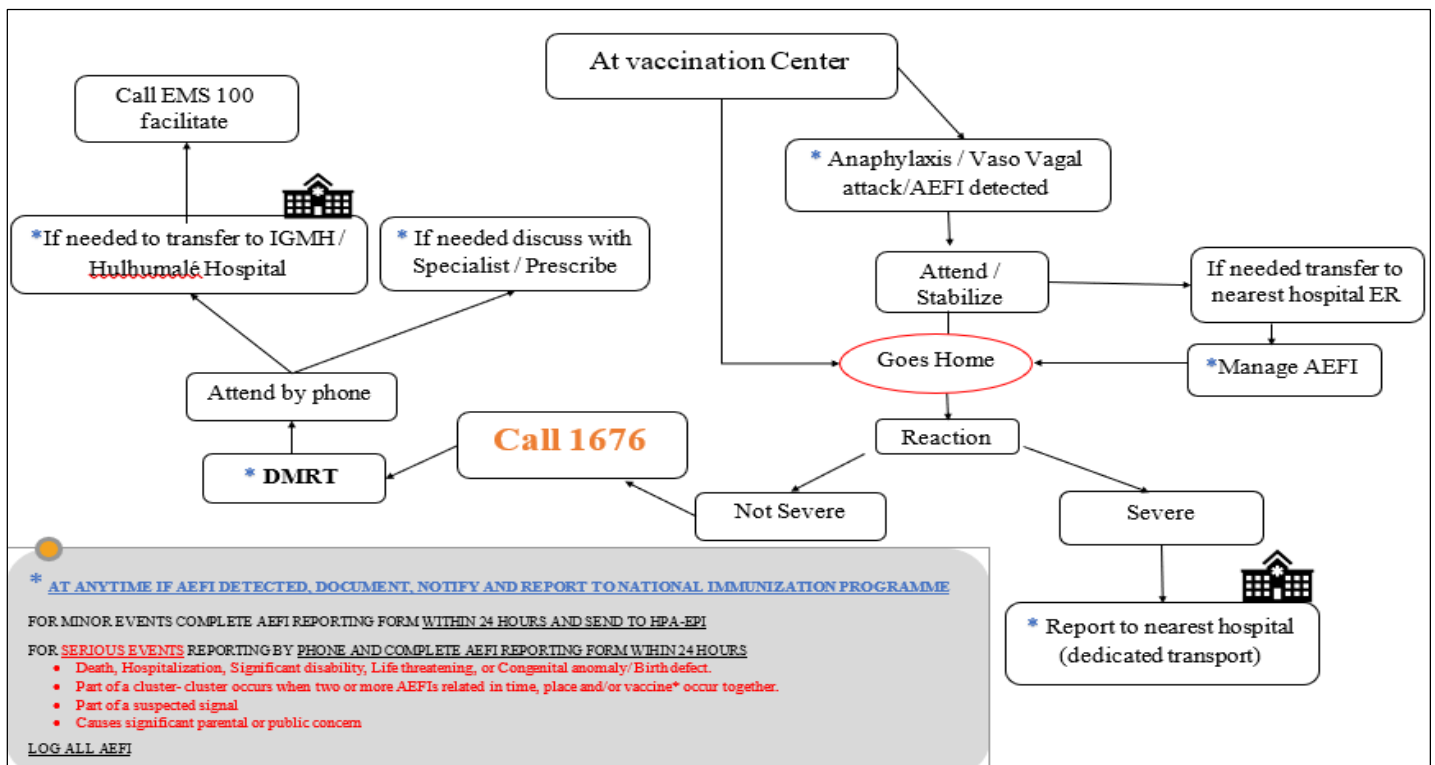 At vaccination Center
Call EMS 100
facilitate
* Anaphylaxis / Vaso Vagal
attack/AEFI detected
*If needed to transfer to IGMH /
Hulhumalé Hospital
* If needed discuss with
Specialist / Prescribe
Attend /
Stabilize
If needed transfer to
nearest hospital ER
Goes Home
*Manage AEFI
Attend by phone
Reaction
Call 1676
* DMRT
Not Severe
Severe
* Report to nearest hospital
(dedicated transport)
* AT ANYTIME IF AEFI DETECTED, DOCUMENT, NOTIFY AND REPORT TO NATIONAL IMMUNIZATION PROGRAMME
FOR MINOR EVENTS COMPLETE AEFI REPORTING FORM WITHIN 24 HOURS AND SEND TO HPA-EPI
FOR SERIOUS EVENTS REPORTING BY PHONE AND COMPLETE AEFI REPORTING FORM WIHIN 24 HOURS
• Death, Hospitalization, Significant disability, Life threatening, or Congenital anomaly/Birth defect.
• Part of a cluster- cluster occurs when two or more AEFIs related in time, place and/or vaccine* occur together.
• Part of a suspected signal
• Causes significant parental or public concern
LOG ALL AEFI